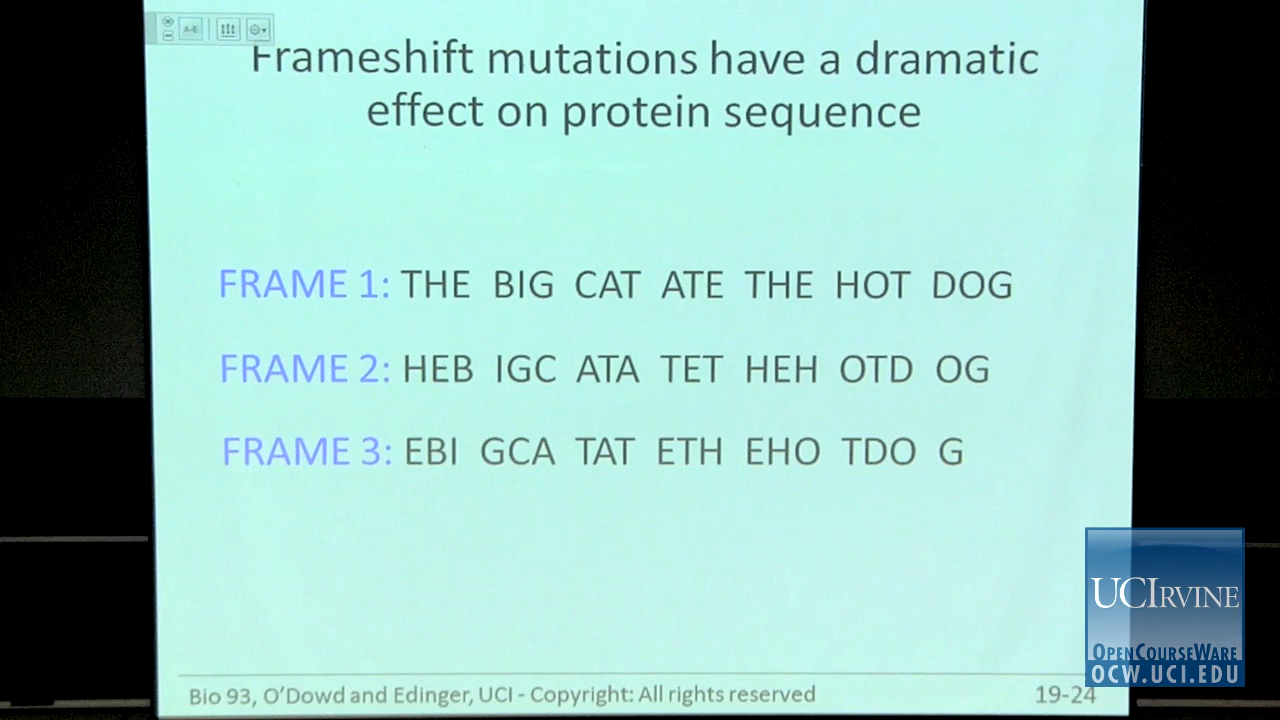 A-E
Frameshift mutations have a dramatic
effect on protein sequence
FRAME 1: THE BIG CAT ATE THE HOT DOG
FRAME 2: HEB IGC ATA TET HEH OTD OG
FRAME 3: EBI GCA TAT ETH EHO TDO G
UCIRVINE
OPENCOURSEWARE
OCW.UCI.EDU
Bio 93, O'Dowd and Edinger, UCI - Copyright: All rights reserved 19-24